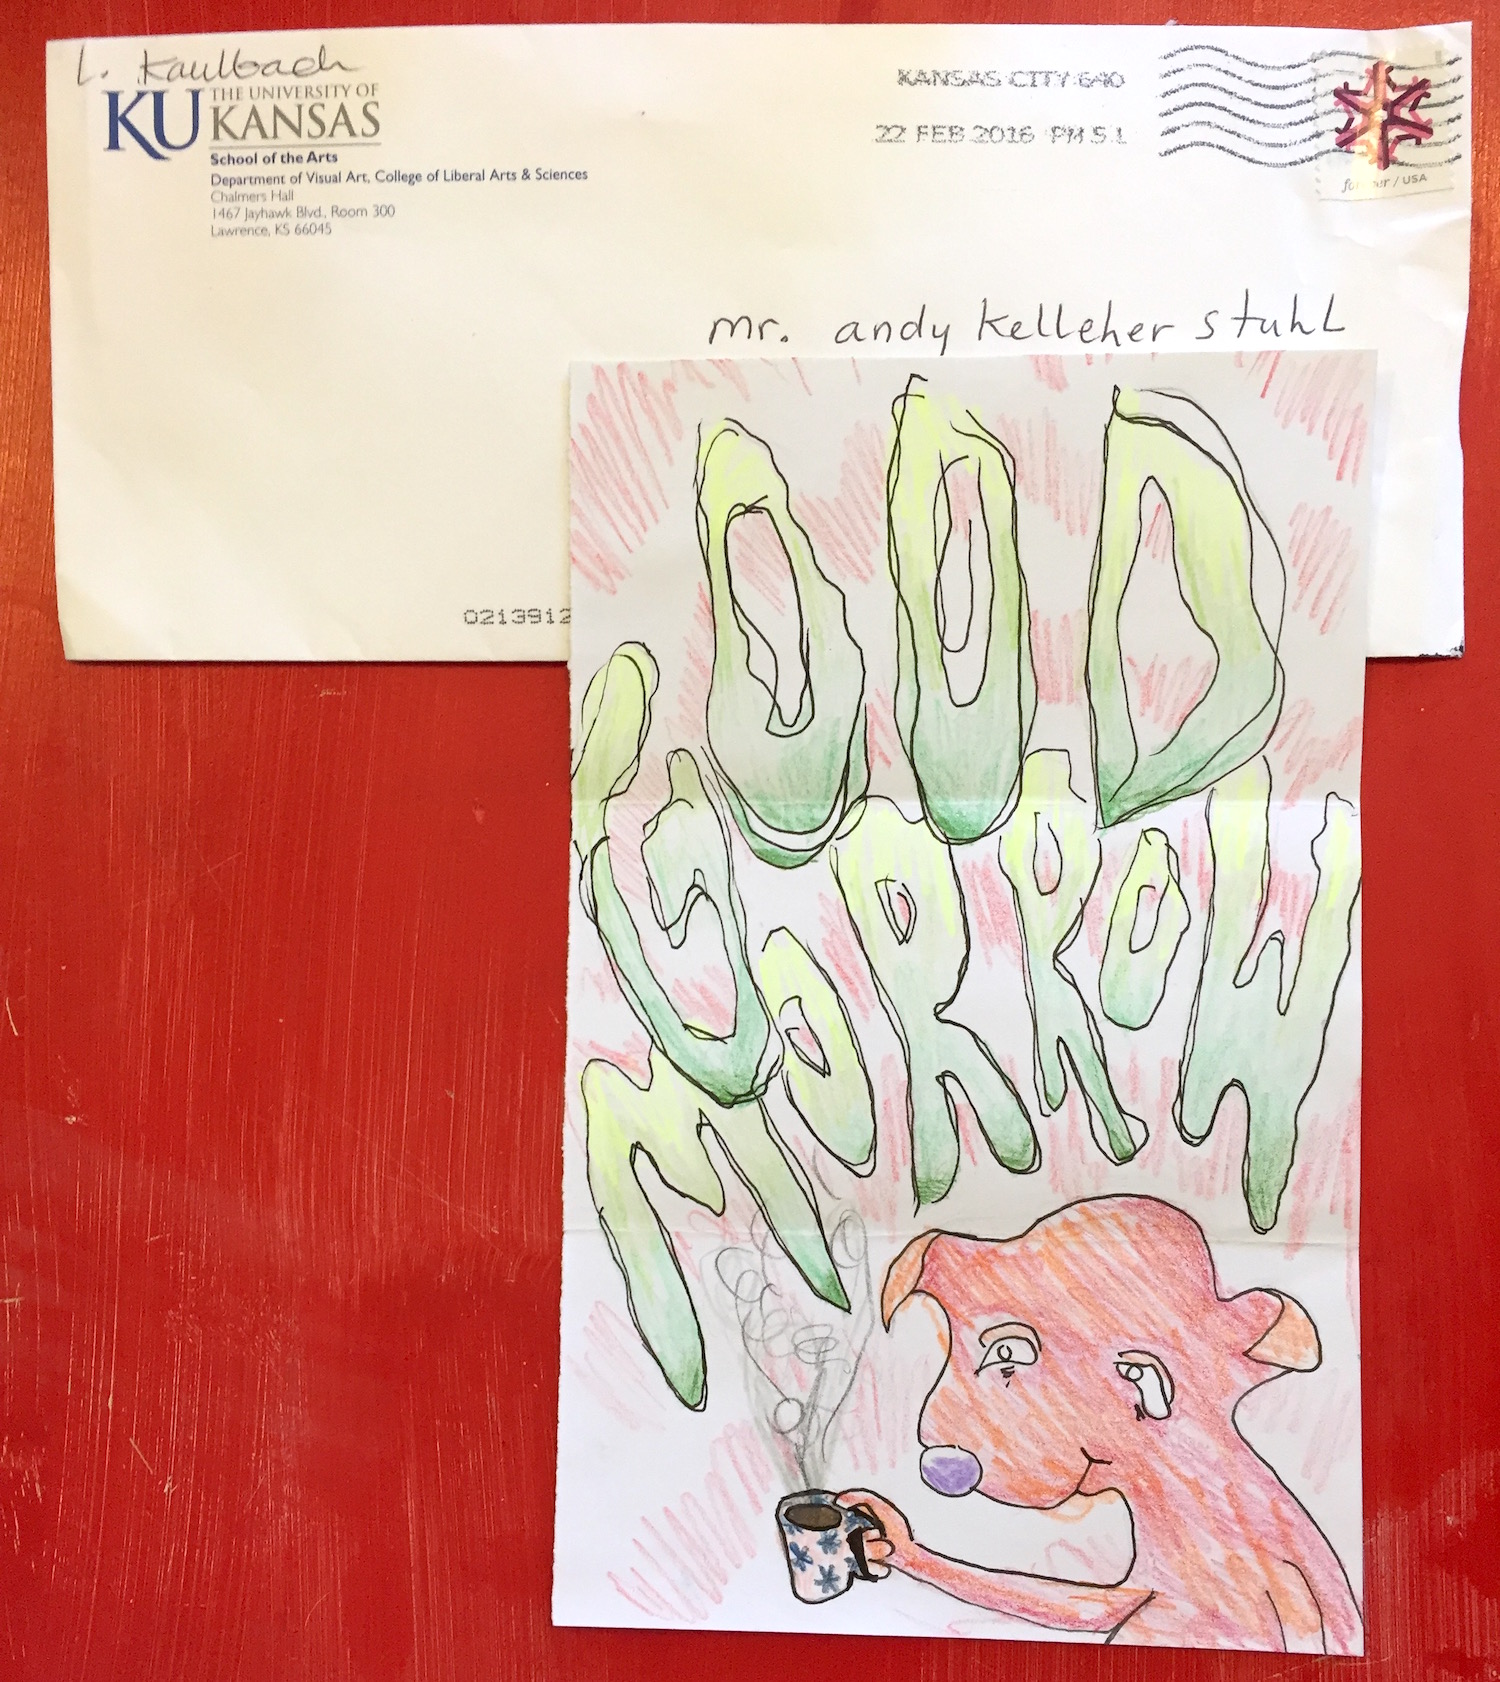 L. Kaulbach
KU THE UNIVERSITY OF
KANSAS
School of the Arts
Department of Visual Art, College of Liberal Arts & Sciences
Chalmers Hall
1467 Jayhawk Blvd., Room 300
Lawrence, KS 66045
KANSAS CITY 640
22 FEB 2016 PM 5 L
forever / USA
mr. andy kelleher stuhl
0213912
GOOD
MORROW